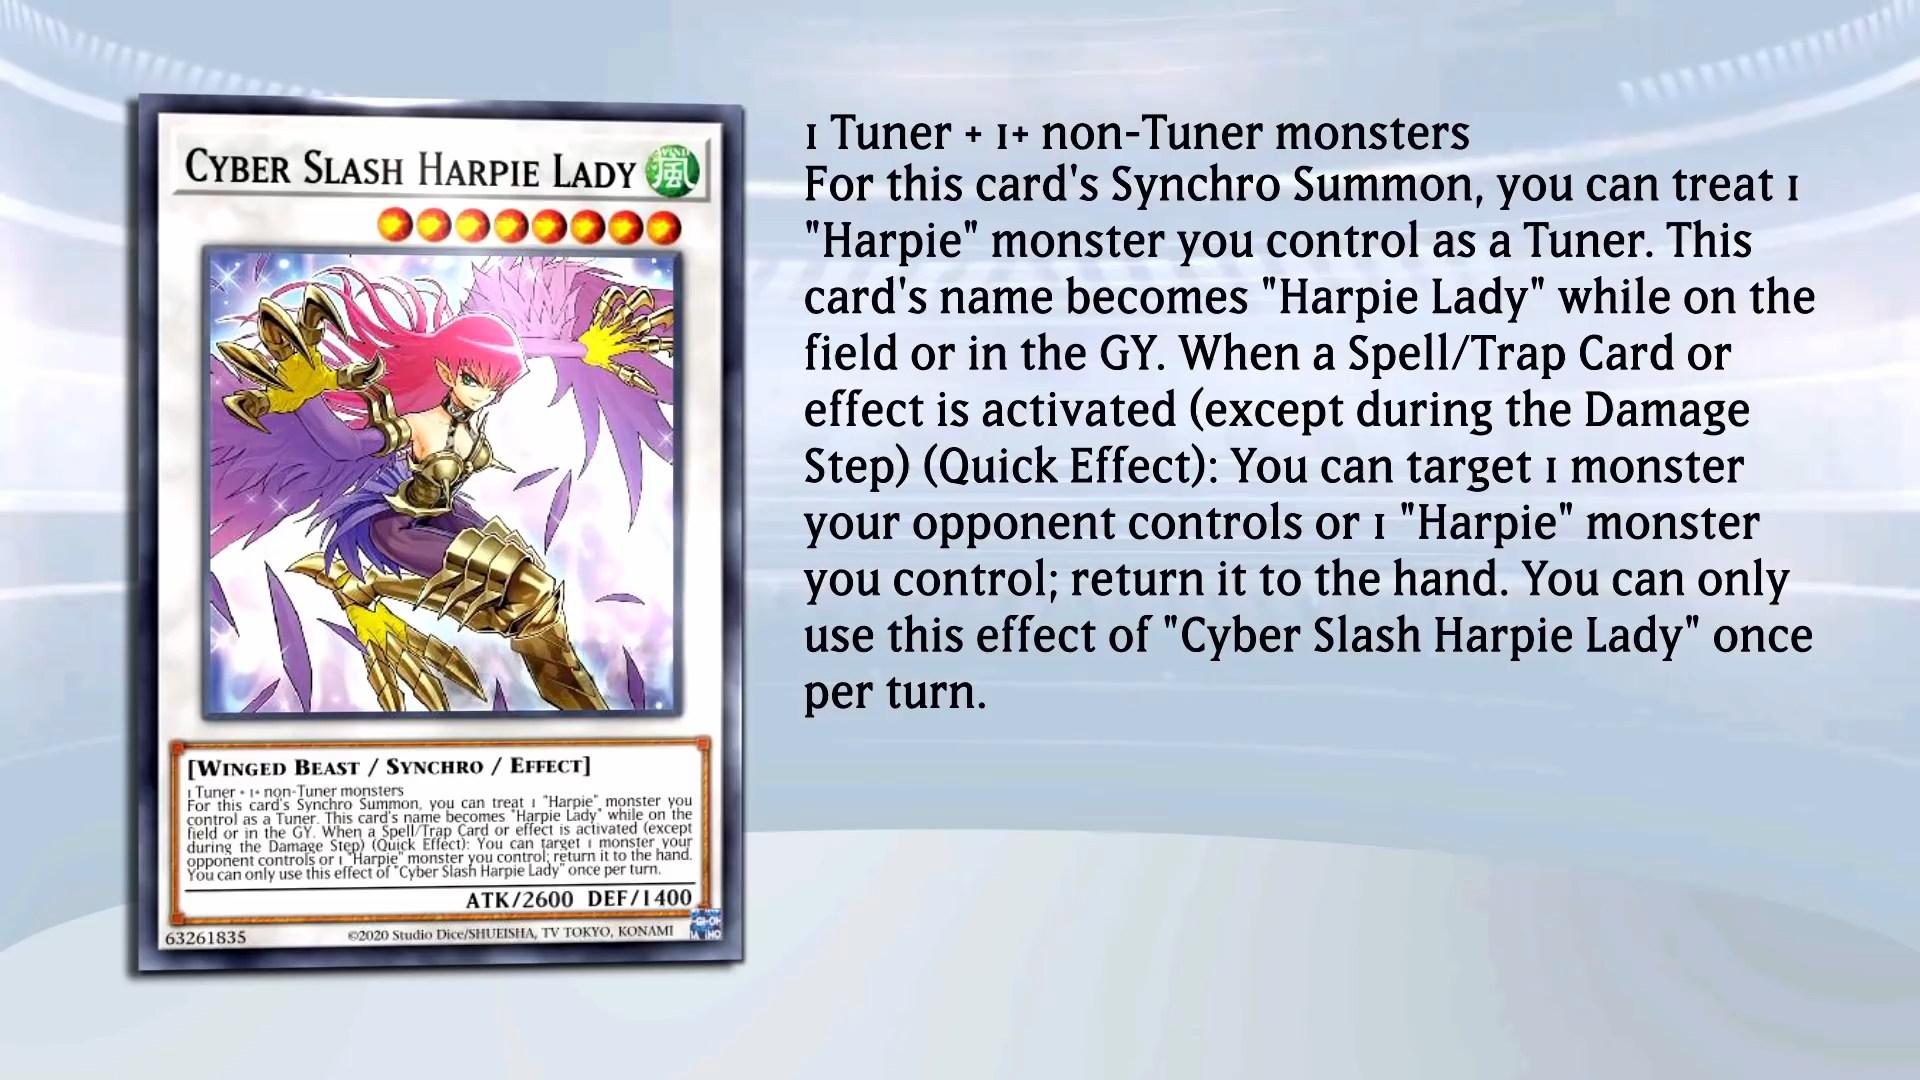 CYBER SLASH HARPIE LADY
WIND
風
[WINGED BEAST / SYNCHRO / EFFECT]
1 Tuner + 1+ non-Tuner monsters
For this card's Synchro Summon, you can treat 1 "Harpie" monster you
control as a Tuner. This card's name becomes "Harpie Lady" while on the
field or in the GY. When a Spell/Trap Card or effect is activated (except
during the Damage Step) (Quick Effect): You can target 1 monster your
opponent controls or 1 "Harpie" monster you control; return it to the hand.
You can only use this effect of "Cyber Slash Harpie Lady" once per turn.
ATK/2600 DEF/1400
63261835
©2020 Studio Dice/SHUEISHA, TV TOKYO, KONAMI
1 Tuner + 1+ non-Tuner monsters
For this card's Synchro Summon, you can treat 1
"Harpie" monster you control as a Tuner. This
card's name becomes "Harpie Lady" while on the
field or in the GY. When a Spell/Trap Card or
effect is activated (except during the Damage
Step) (Quick Effect): You can target 1 monster
your opponent controls or 1 "Harpie" monster
you control; return it to the hand. You can only
use this effect of "Cyber Slash Harpie Lady" once
per turn.